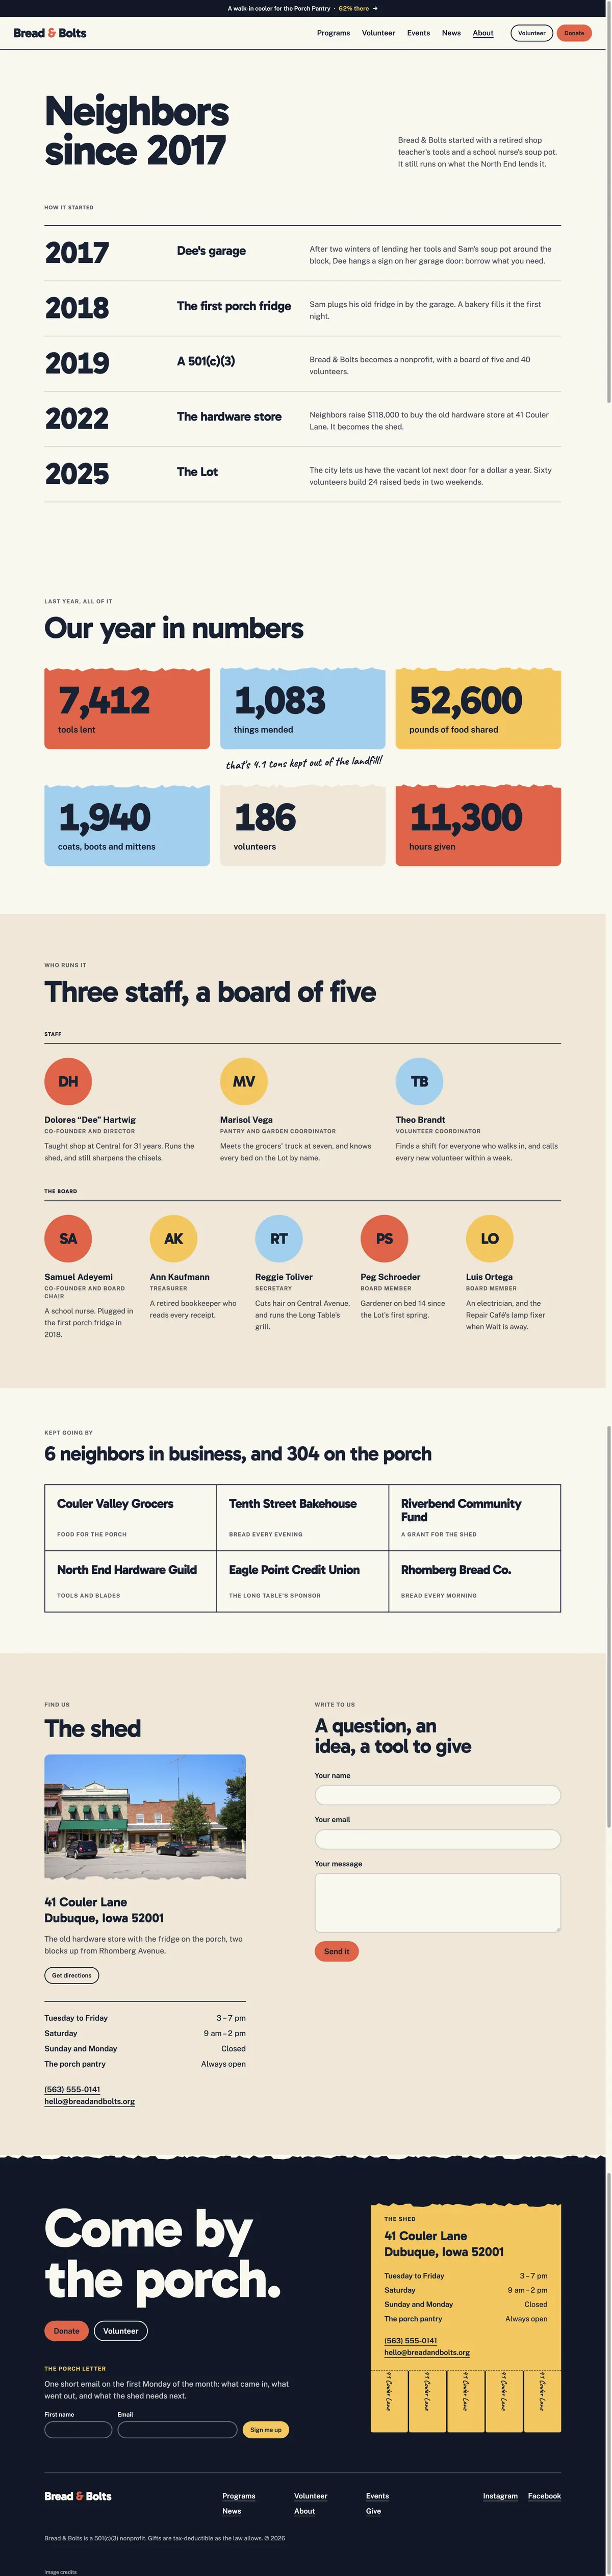 A walk-in cooler for the Porch Pantry · 62% there →
Bread & Bolts
Programs Volunteer Events News About Volunteer Donate
Neighbors
since 2017
Bread & Bolts started with a retired shop
teacher's tools and a school nurse's soup pot.
It still runs on what the North End lends it.
HOW IT STARTED
2017
Dee's garage
After two winters of lending her tools and Sam's soup pot around the
block, Dee hangs a sign on her garage door: borrow what you need.
2018
The first porch fridge
Sam plugs his old fridge in by the garage. A bakery fills it the first
night.
2019
A 501(c)(3)
Bread & Bolts becomes a nonprofit, with a board of five and 40
volunteers.
2022
The hardware store
Neighbors raise $118,000 to buy the old hardware store at 41 Couler
Lane. It becomes the shed.
2025
The Lot
The city lets us have the vacant lot next door for a dollar a year. Sixty
volunteers build 24 raised beds in two weekends.
LAST YEAR, ALL OF IT
Our year in numbers
7,412
tools lent
1,083
things mended
52,600
pounds of food shared
that's 4.1 tons kept out of the landfill!
1,940
coats, boots and mittens
186
volunteers
11,300
hours given
WHO RUNS IT
Three staff, a board of five
STAFF
DH
Dolores “Dee” Hartwig
CO-FOUNDER AND DIRECTOR
Taught shop at Central for 31 years. Runs the
shed, and still sharpens the chisels.
MV
Marisol Vega
PANTRY AND GARDEN COORDINATOR
Meets the grocers' truck at seven, and knows
every bed on the Lot by name.
TB
Theo Brandt
VOLUNTEER COORDINATOR
Finds a shift for everyone who walks in, and calls
every new volunteer within a week.
THE BOARD
SA
Samuel Adeyemi
CO-FOUNDER AND BOARD
CHAIR
A school nurse. Plugged in
the first porch fridge in
2018.
AK
Ann Kaufmann
TREASURER
A retired bookkeeper who
reads every receipt.
RT
Reggie Toliver
SECRETARY
Cuts hair on Central Avenue,
and runs the Long Table's
grill.
PS
Peg Schroeder
BOARD MEMBER
Gardener on bed 14 since
the Lot's first spring.
LO
Luis Ortega
BOARD MEMBER
An electrician, and the
Repair Café's lamp fixer
when Walt is away.
KEPT GOING BY
6 neighbors in business, and 304 on the porch
Couler Valley Grocers
FOOD FOR THE PORCH
Tenth Street Bakehouse
BREAD EVERY EVENING
Riverbend Community
Fund
A GRANT FOR THE SHED
North End Hardware Guild
TOOLS AND BLADES
Eagle Point Credit Union
THE LONG TABLE'S SPONSOR
Rhomberg Bread Co.
BREAD EVERY MORNING
FIND US
The shed
41 Couler Lane
Dubuque, Iowa 52001
The old hardware store with the fridge on the porch, two
blocks up from Rhomberg Avenue.
Get directions
Tuesday to Friday 3 – 7 pm
Saturday 9 am – 2 pm
Sunday and Monday Closed
The porch pantry Always open
(563) 555-0141
hello@breadandbolts.org
WRITE TO US
A question, an
idea, a tool to give
Your name
Your email
Your message
Send it
Come by
the porch.
Donate Volunteer
THE PORCH LETTER
One short email on the first Monday of the month: what came in, what
went out, and what the shed needs next.
First name Email
Sign me up
THE SHED
41 Couler Lane
Dubuque, Iowa 52001
Tuesday to Friday 3 – 7 pm
Saturday 9 am – 2 pm
Sunday and Monday Closed
The porch pantry Always open
(563) 555-0141
hello@breadandbolts.org
41 Couler Lane
41 Couler Lane
41 Couler Lane
41 Couler Lane
41 Couler Lane
Bread & Bolts
Programs Volunteer Events
News About Give
Instagram Facebook
Bread & Bolts is a 501(c)(3) nonprofit. Gifts are tax-deductible as the law allows. © 2026
Image credits